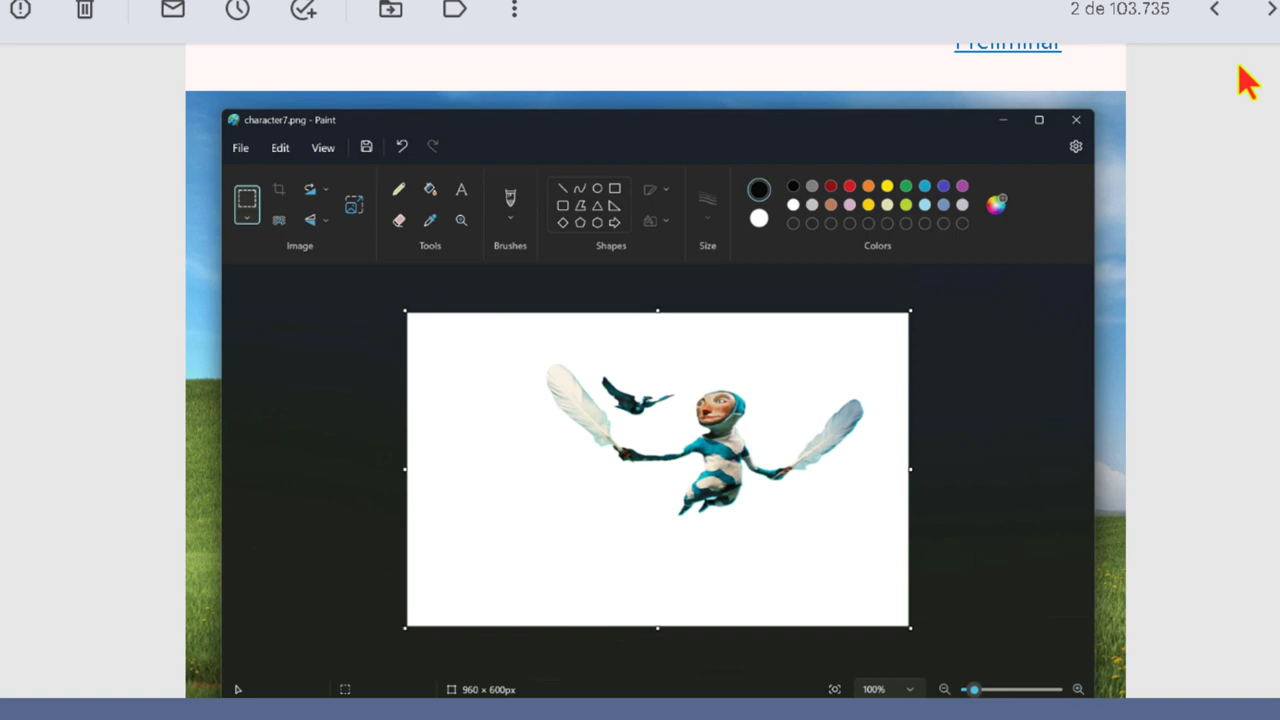 2 de 103.735
Preliminar
character7.png - Paint
File Edit View
A
Image Tools Brushes Shapes Size Colors
960 × 600px
100%